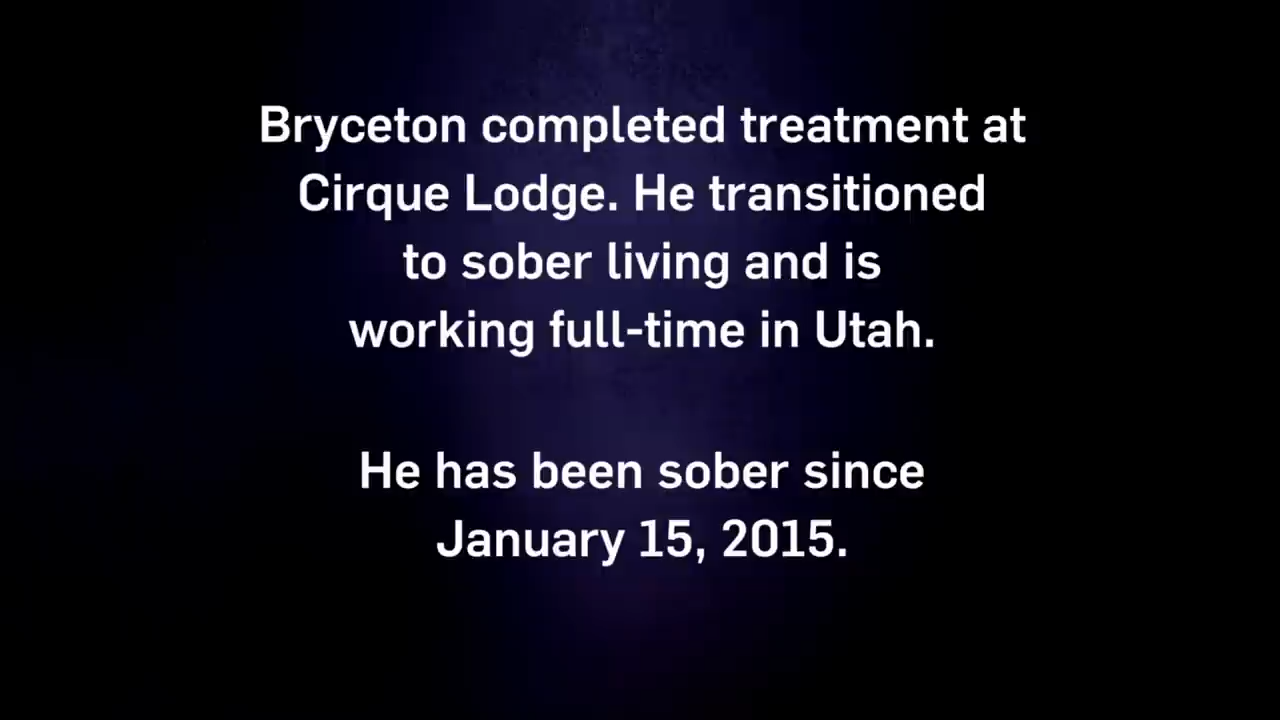 Bryceton completed treatment at
Cirque Lodge. He transitioned
to sober living and is
working full-time in Utah.
He has been sober since
January 15, 2015.